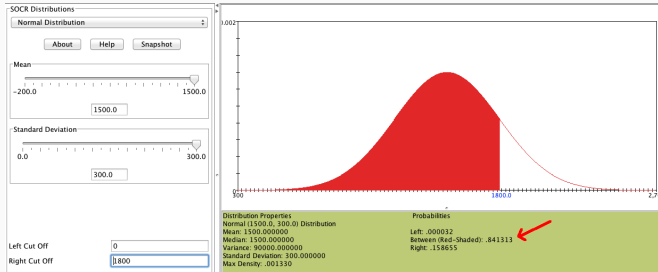 SOCR Distributions
Normal Distribution
About Help Snapshot
Mean
-200.0 1500.0
1500.0
Standard Deviation
0.0 300.0
300.0
Left Cut Off 0
Right Cut Off 1800
1800.0
Distribution Properties
Normal (1500.0, 300.0) Distribution
Mean: 1500.000000
Median: 1500.000000
Variance: 90000.000000
Standard Deviation: 300.000000
Max Density: .001330
Probabilities
Left: .000032
Between (Red-Shaded): .841313
Right: .158655